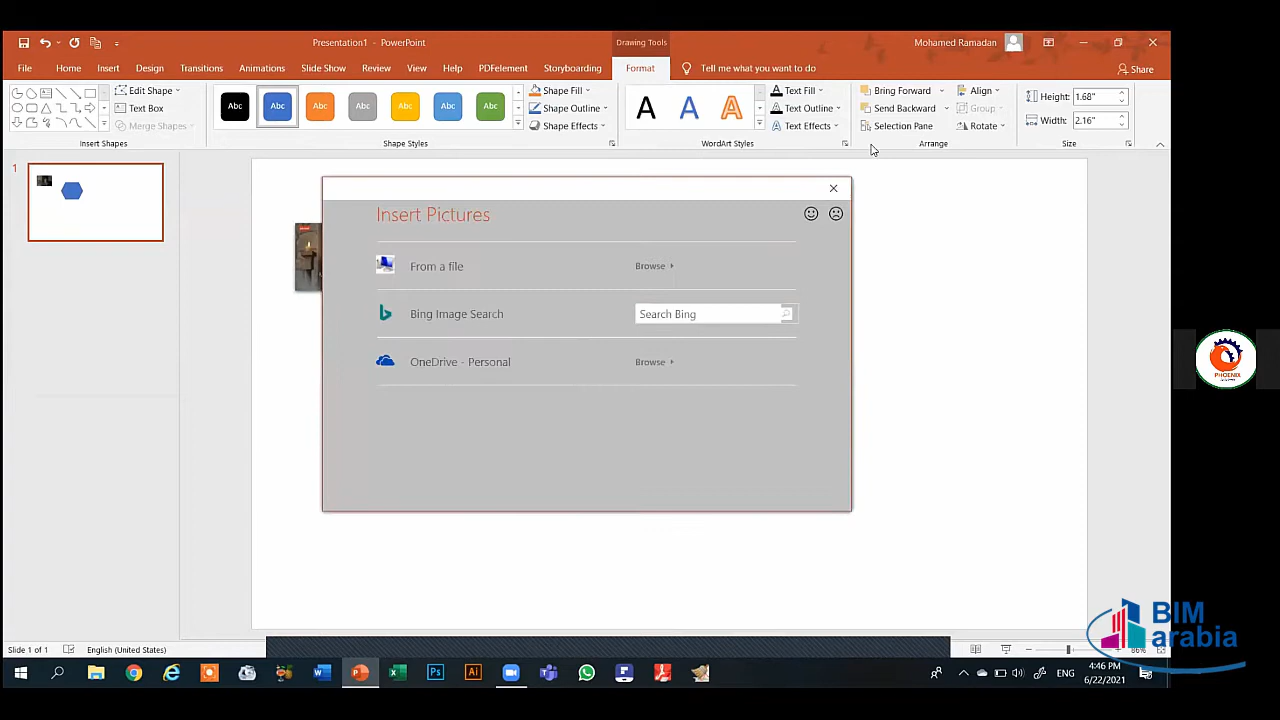 Presentation1 - PowerPoint
Drawing Tools
Mohamed Ramadan
File Home Insert Design Transitions Animations Slide Show Review View Help PDFelement Storyboarding Format Tell me what you want to do Share
Edit Shape
Text Box
Merge Shapes
Insert Shapes
Abc Abc Abc Abc Abc Abc Abc
Shape Fill
Shape Outline
Shape Effects
Shape Styles
A A A
Text Fill
Text Outline
Text Effects
WordArt Styles
Bring Forward
Send Backward
Selection Pane
Align
Group
Rotate
Arrange
Height: 1.68"
Width: 2.16"
Size
1
Insert Pictures
From a file Browse
Bing Image Search Search Bing
OneDrive - Personal Browse
PHOENIX
BIM
arabia
Slide 1 of 1 English (United States) 86%
ENG
4:46 PM
6/22/2021